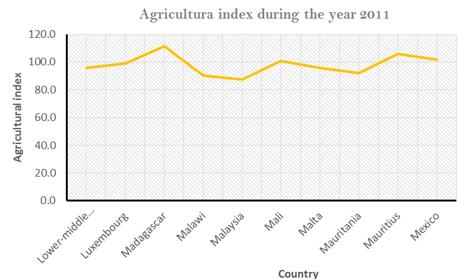 Agricultura index during the year 2011
120.0
100.0
80.0
60.0
40.0
20.0
0.0
Agricultural index
Lower-middle...
Luxembourg
Madagascar
Malawi
Malaysia
Mali
Malta
Mauritania
Mauritius
Mexico
Country